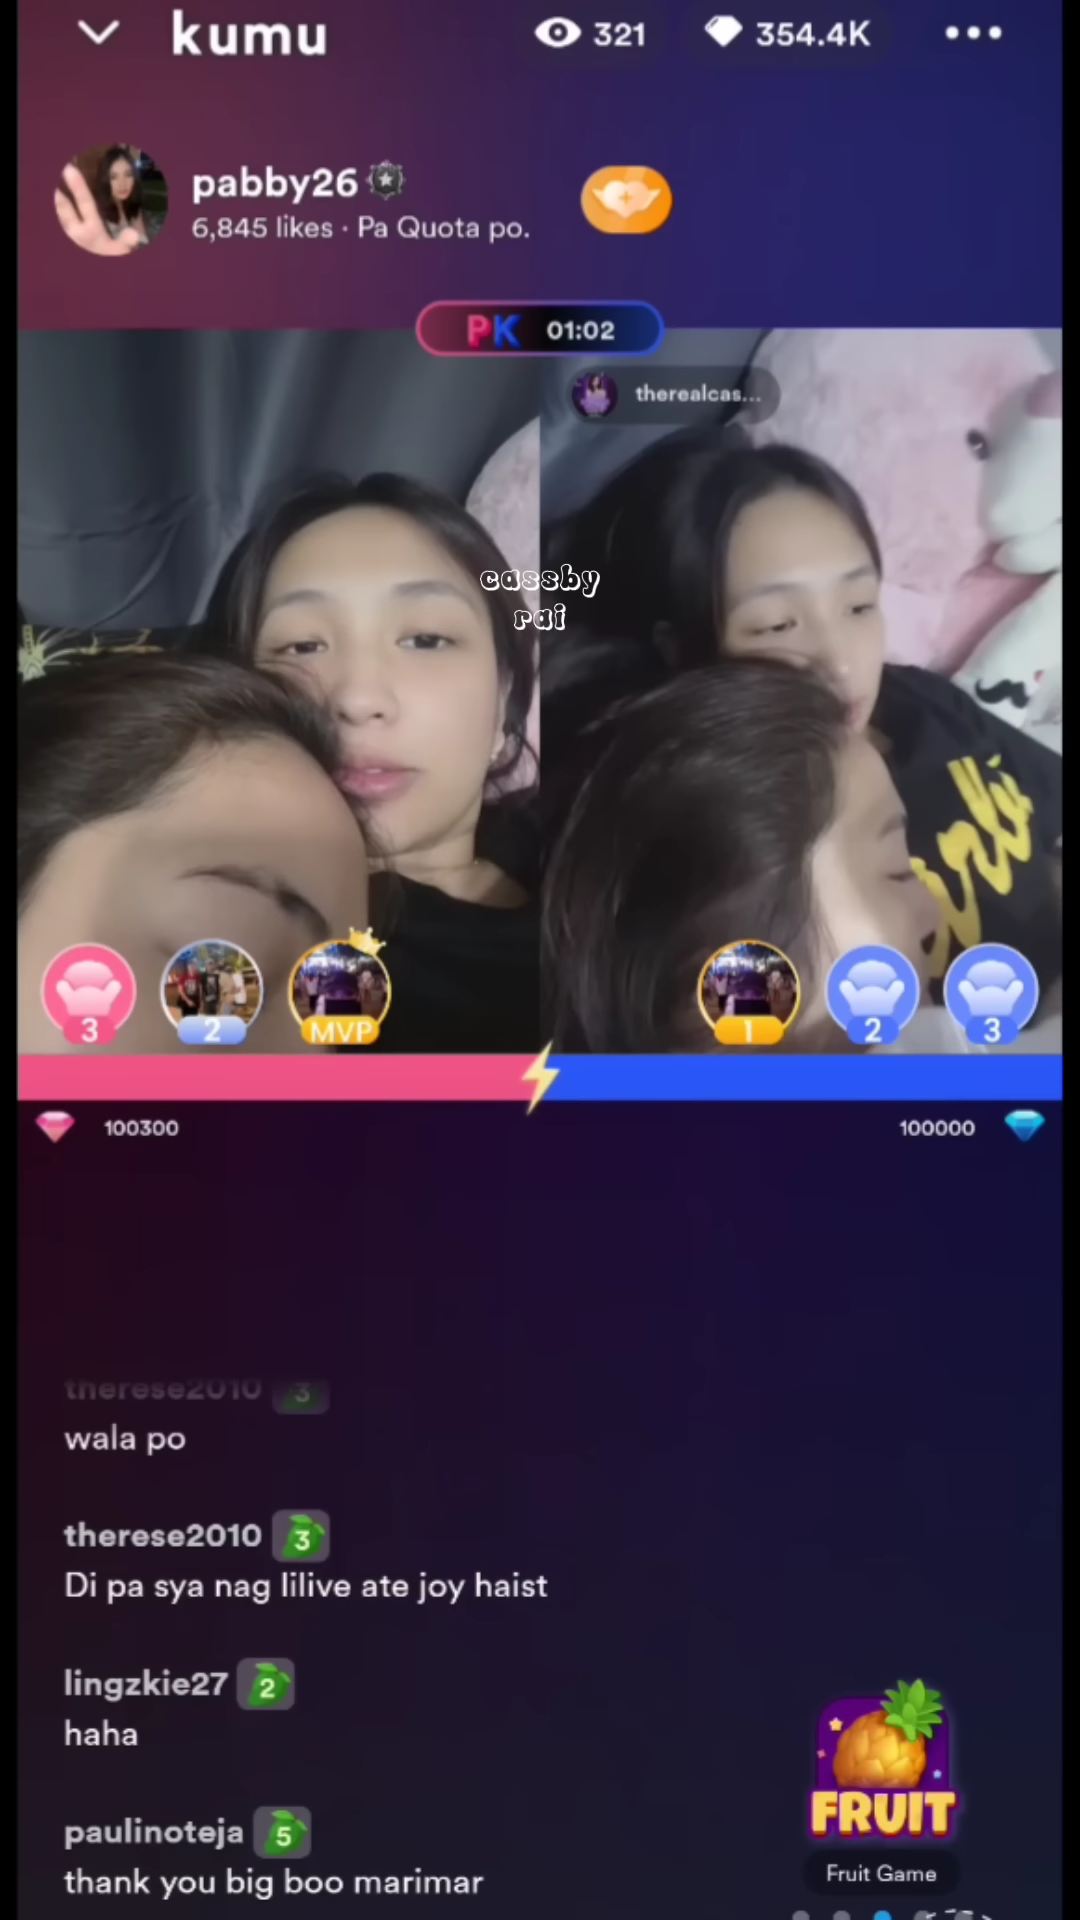 kumu 321 354.4K
pabby26
6,845 likes · Pa Quota po.
PK 01:02
therealcas...
cassby
rai
3 2 MVP 1 2 3
100300 100000
therese2010 3
wala po
therese2010 3
Di pa sya nag lilive ate joy haist
lingzkie27 2
haha
FRUIT
paulinoteja 5
Fruit Game
thank you big boo marimar